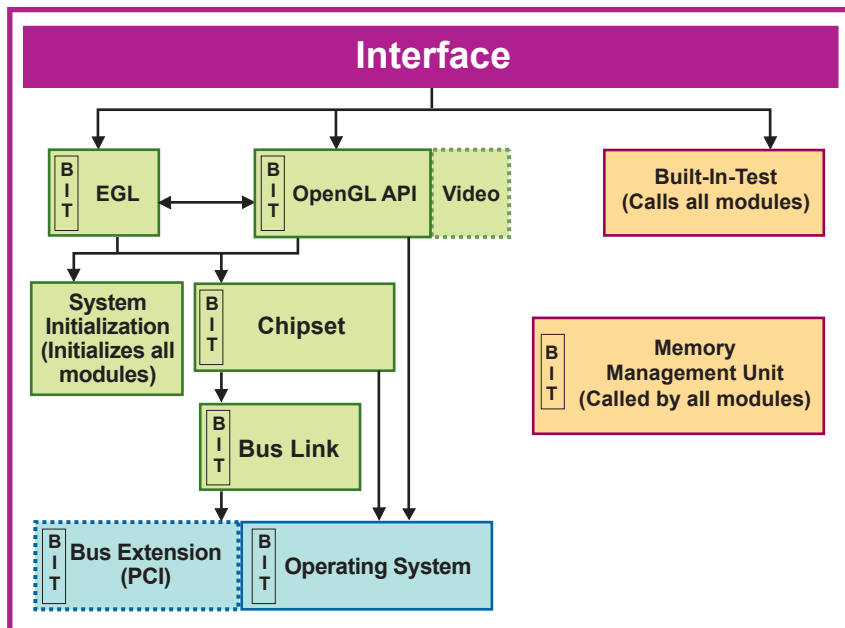 Interface
B
I
T
EGL
B
I
T
OpenGL API
Video
Built-In-Test
(Calls all modules)
System
Initialization
(Initializes all
modules)
B
I
T
Chipset
B
I
T
Memory
Management Unit
(Called by all modules)
B
I
T
Bus Link
B
I
T
Bus Extension
(PCI)
B
I
T
Operating System